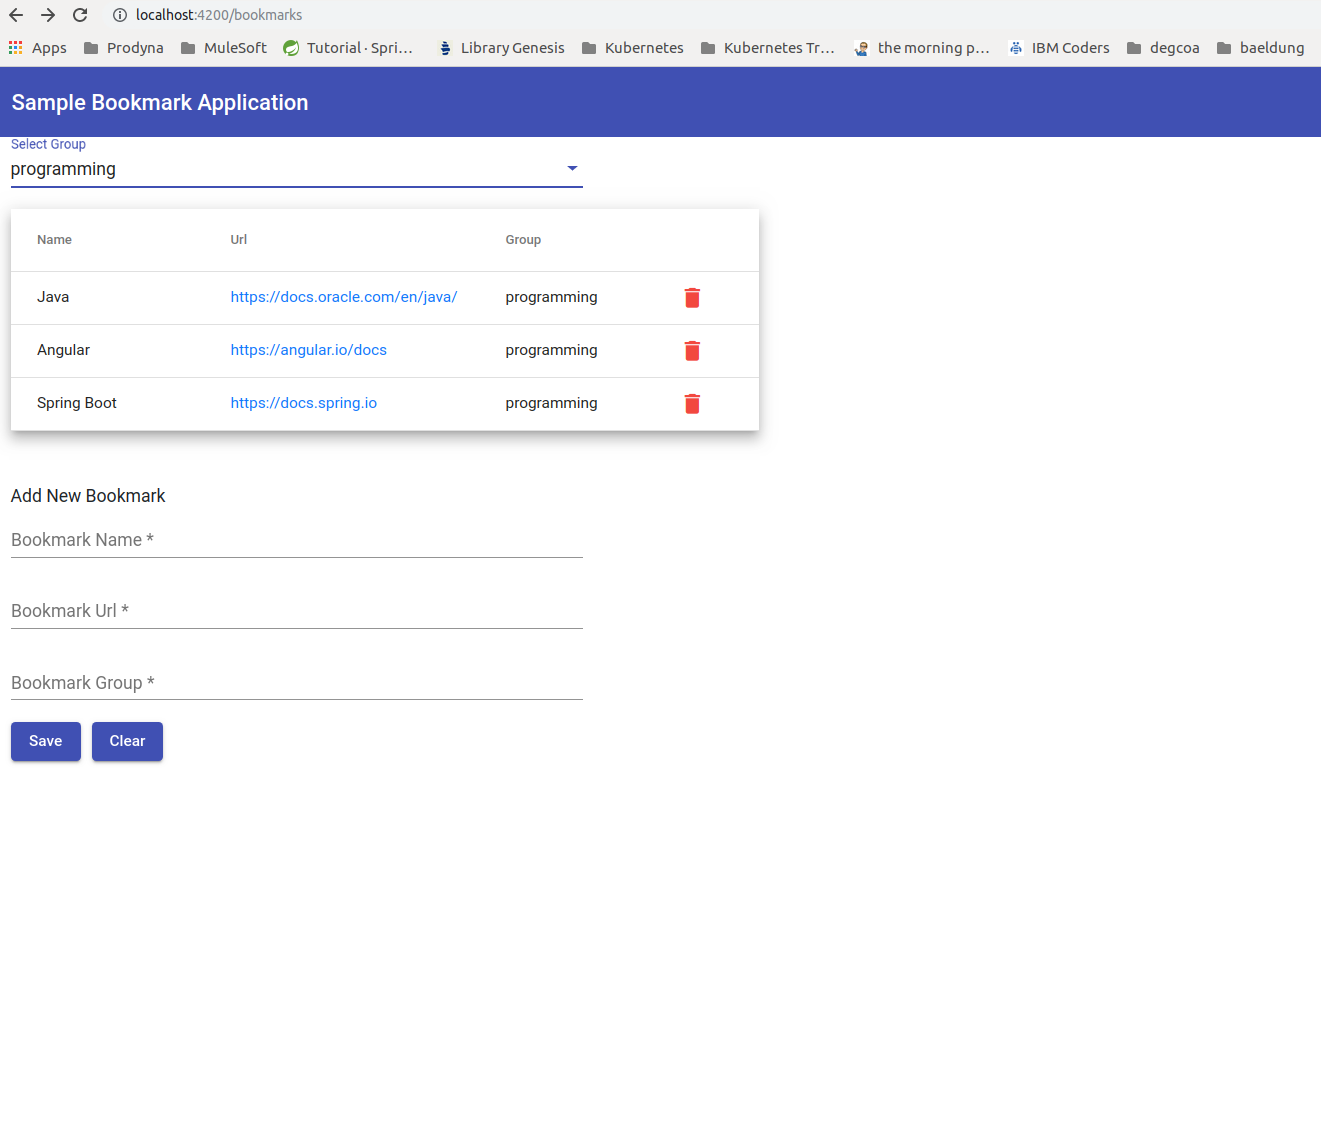 localhost:4200/bookmarks
Apps Prodyna MuleSoft Tutorial · Spri... Library Genesis Kubernetes Kubernetes Tr... the morning p... IBM Coders degcoa baeldung
Sample Bookmark Application
Select Group
programming
Name Url Group
Java https://docs.oracle.com/en/java/ programming
Angular https://angular.io/docs programming
Spring Boot https://docs.spring.io programming
Add New Bookmark
Bookmark Name *
Bookmark Url *
Bookmark Group *
Save Clear